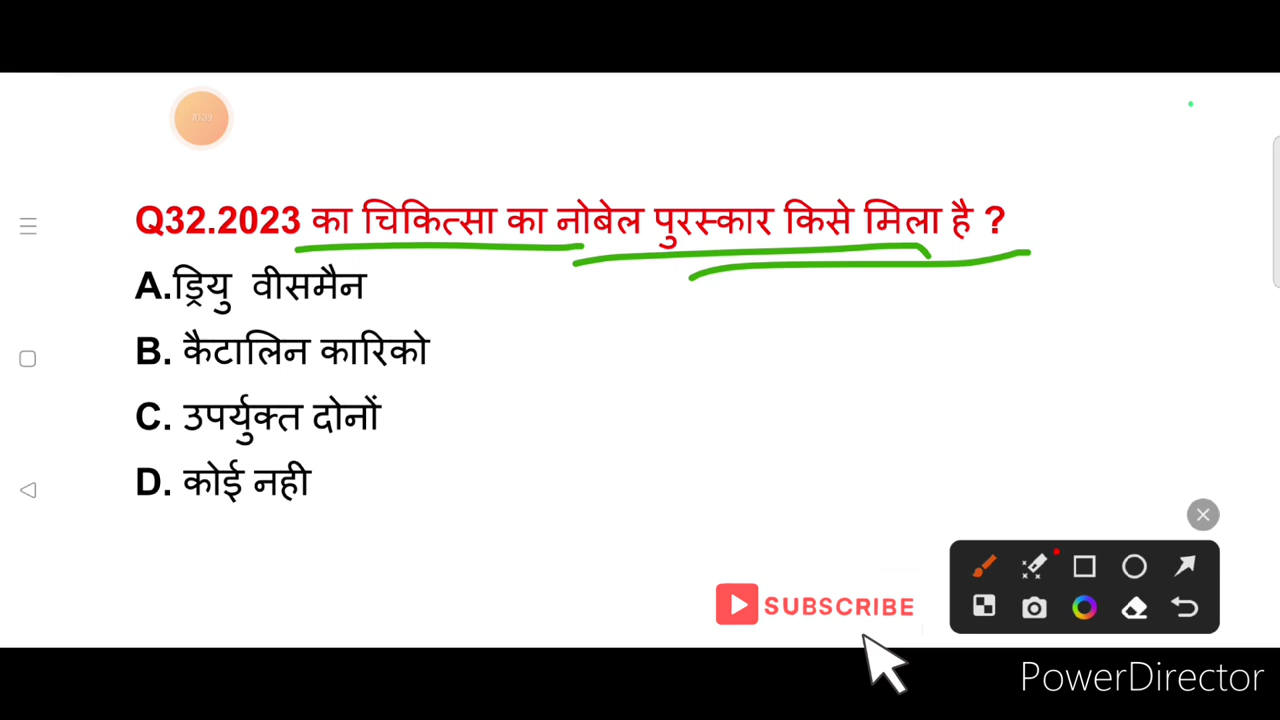 Q32.2023 का चिकित्सा का नोबेल पुरस्कार किसे मिला है ?
A.ड्रियु वीसमैन
B. कैटालिन कारिको
C. उपर्युक्त दोनों
D. कोई नही
SUBSCRIBE
PowerDirector